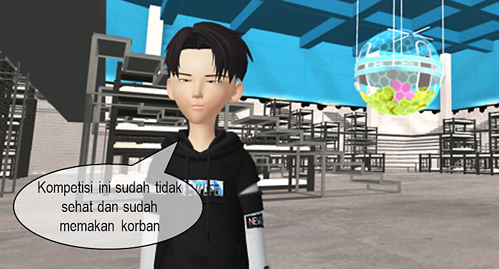 Kompetisi ini sudah tidak
sehat dan sudah
memakan korban